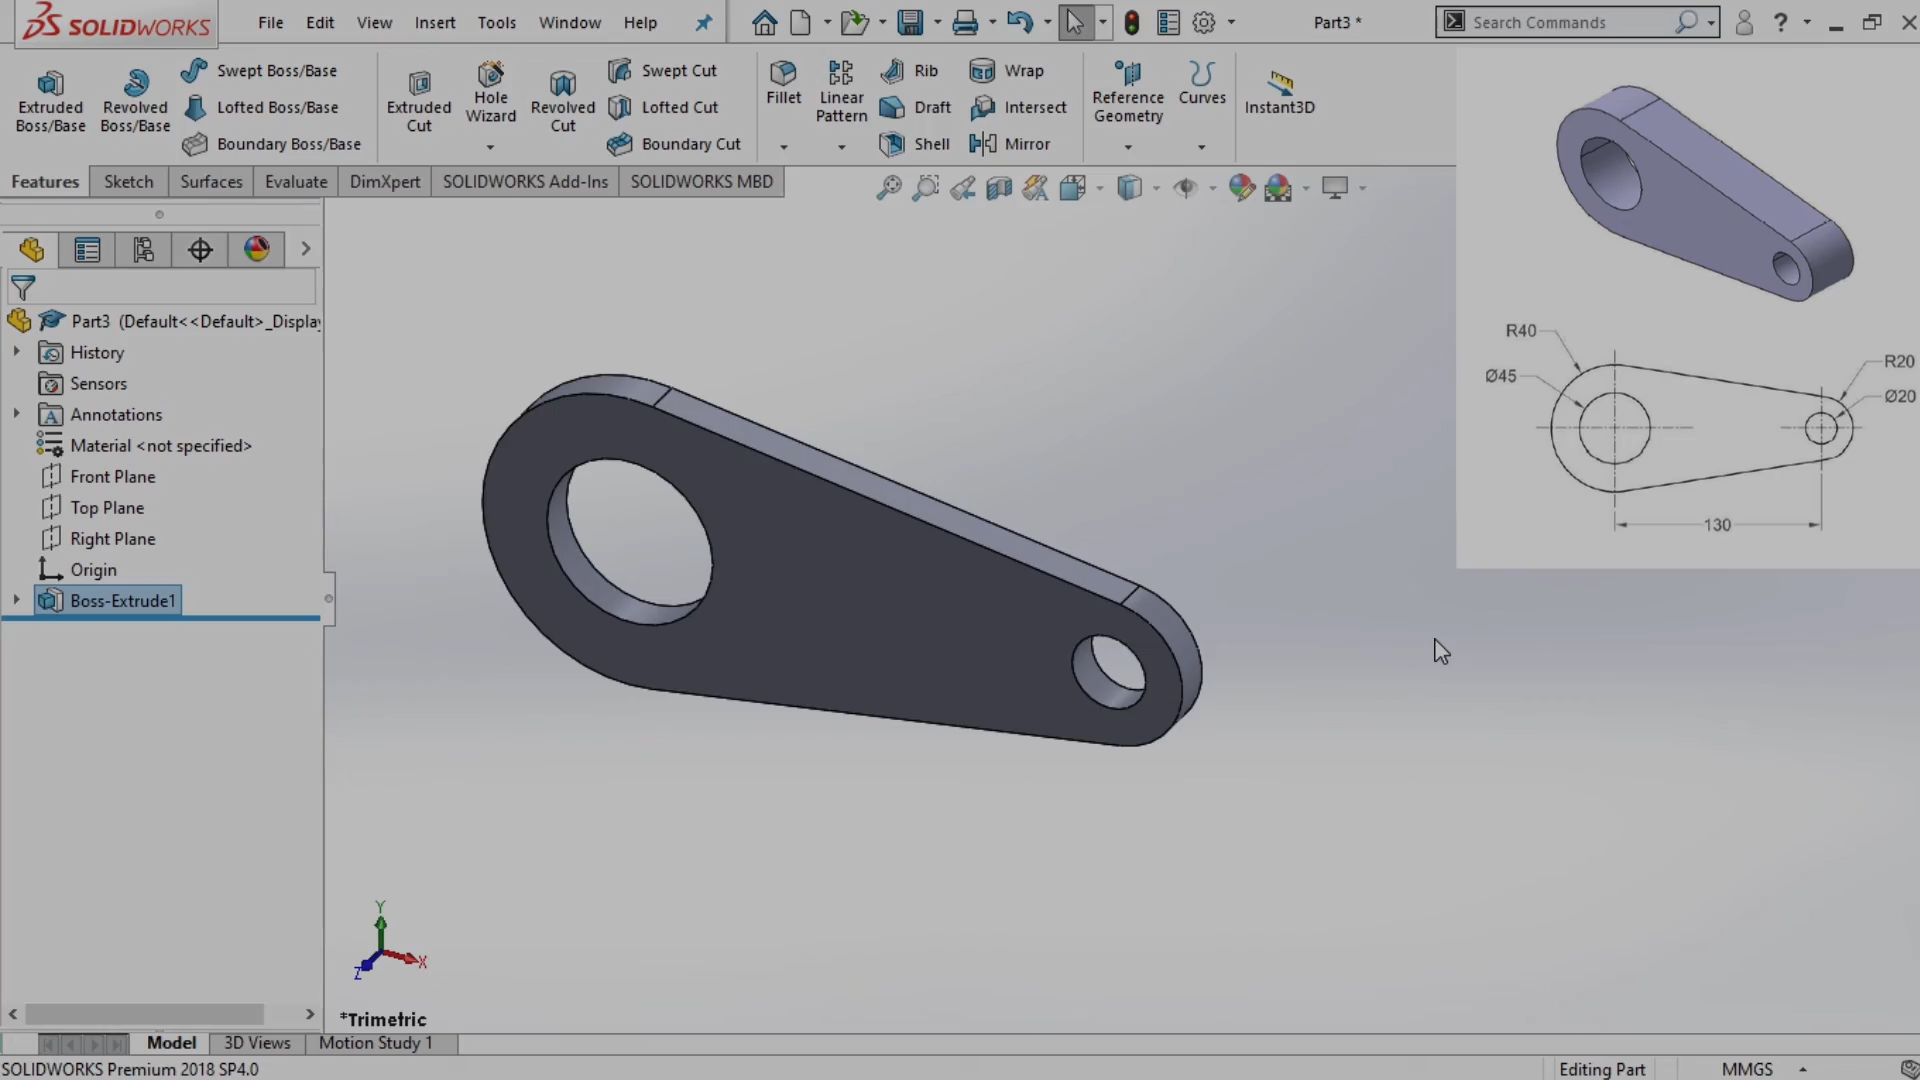 SOLIDWORKS
File Edit View Insert Tools Window Help
Part3 *
Search Commands
?
Extruded Boss/Base
Revolved Boss/Base
Swept Boss/Base
Lofted Boss/Base
Boundary Boss/Base
Extruded Cut
Hole Wizard
Revolved Cut
Swept Cut
Lofted Cut
Boundary Cut
Fillet
Linear Pattern
Rib
Draft
Shell
Wrap
Intersect
Mirror
Reference Geometry
Curves
Instant3D
Features Sketch Surfaces Evaluate DimXpert SOLIDWORKS Add-Ins SOLIDWORKS MBD
Part3 (Default<<Default>_Display
History
Sensors
A Annotations
Material <not specified>
Front Plane
Top Plane
Right Plane
Origin
Boss-Extrude1
R40
Ø45
R20
Ø20
130
Y
X
Z
*Trimetric
Model 3D Views Motion Study 1
SOLIDWORKS Premium 2018 SP4.0
Editing Part
MMGS